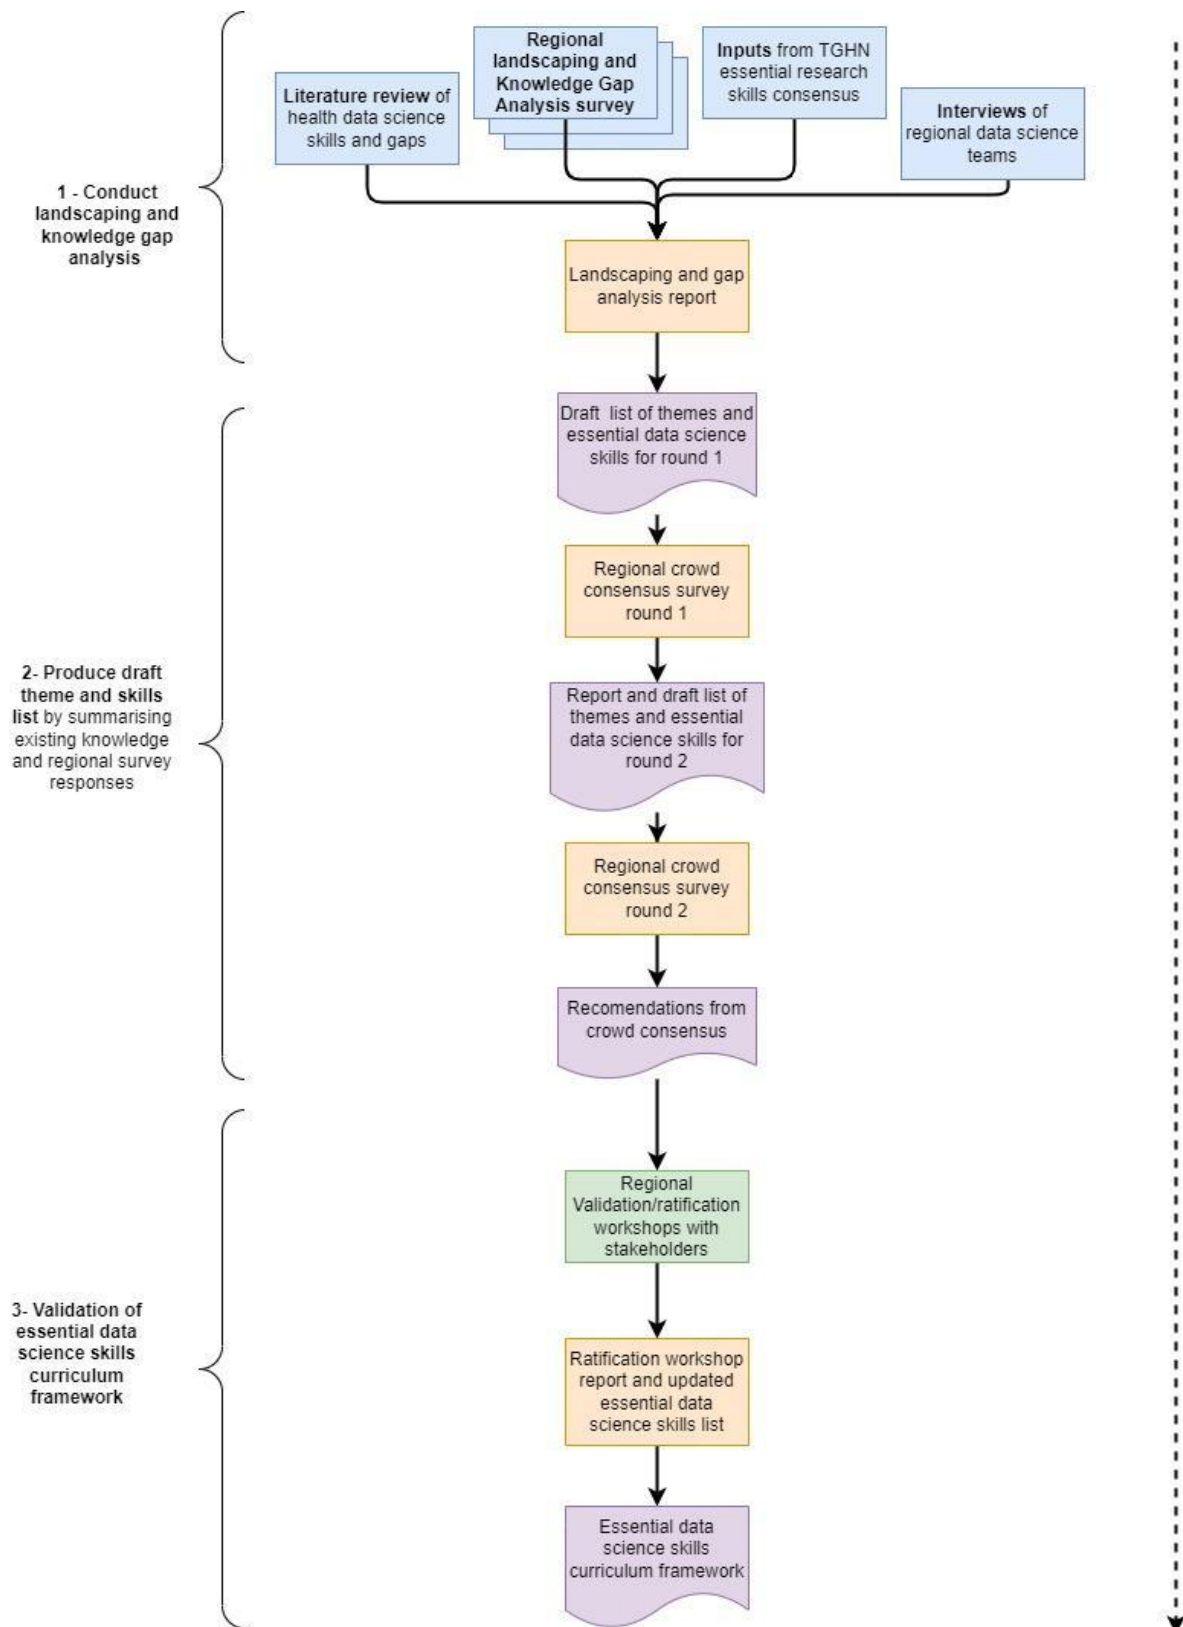 Literature review of
health data science
skills and gaps
Regional
landscaping and
Knowledge Gap
Analysis survey
Inputs from TGHN
essential research
skills consensus
Interviews of
regional data science
teams
1 - Conduct
landscaping and
knowledge gap
analysis
Landscaping and gap
analysis report
Draft list of themes and
essential data science
skills for round 1
Regional crowd
consensus survey
round 1
2- Produce draft
theme and skills
list by summarising
existing knowledge
and regional survey
responses
Report and draft list of
themes and essential
data science skills for
round 2
Regional crowd
consensus survey
round 2
Recomendations from
crowd consensus
Regional
Validation/ratification
workshops with
stakeholders
3- Validation of
essential data
science skills
curriculum
framework
Ratification workshop
report and updated
essential data
science skills list
Essential data
science skills
curriculum framework